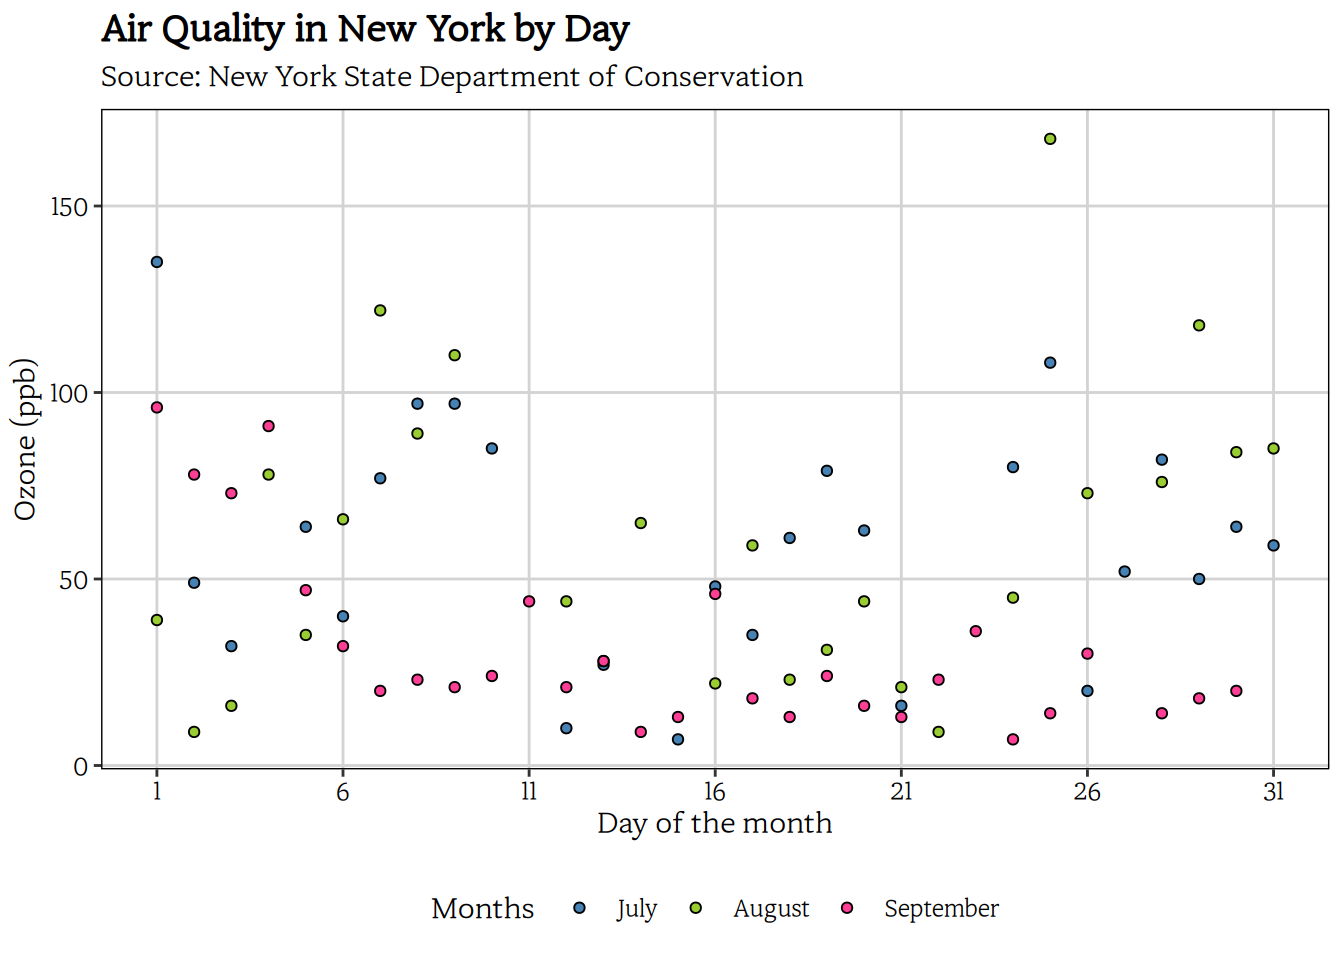 Air Quality in New York by Day
Source: New York State Department of Conservation
150
100
50
0
Ozone (ppb)
1 6 11 16 21 26 31
Day of the month
Months July August September